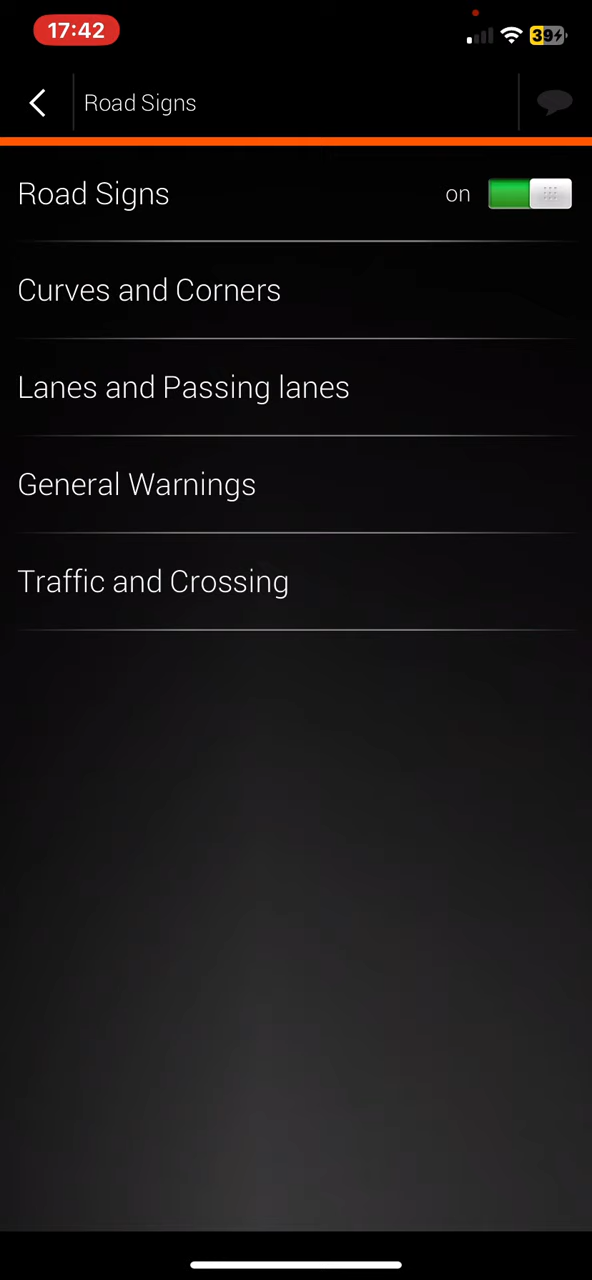 17:42
39
Road Signs
Road Signs on
Curves and Corners
Lanes and Passing lanes
General Warnings
Traffic and Crossing